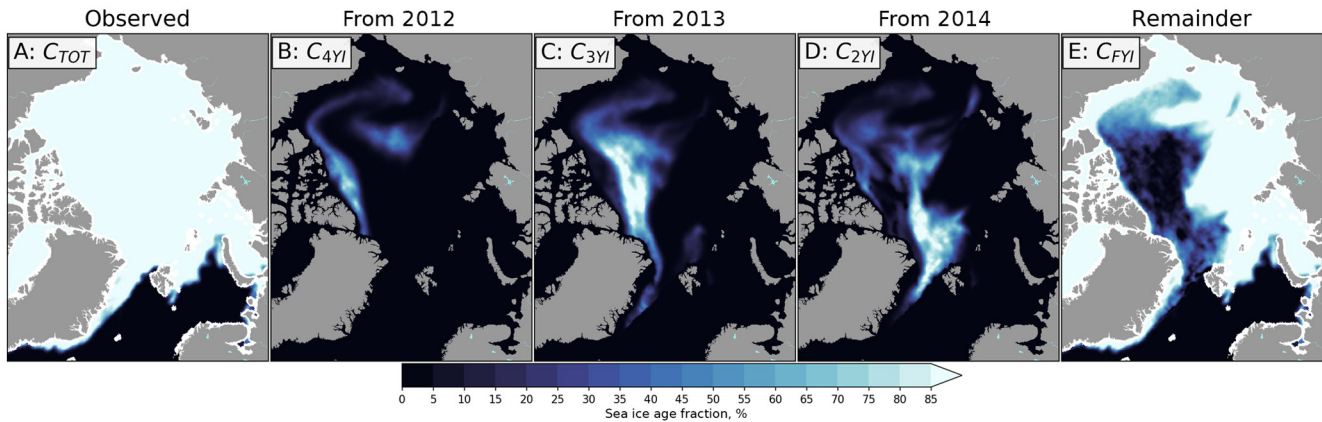 Observed
From 2012
From 2013
From 2014
Remainder
A: C_TOT
B: C_4YI
C: C_3YI
D: C_2YI
E: C_FYI
0 5 10 15 20 25 30 35 40 45 50 55 60 65 70 75 80 85
Sea ice age fraction, %